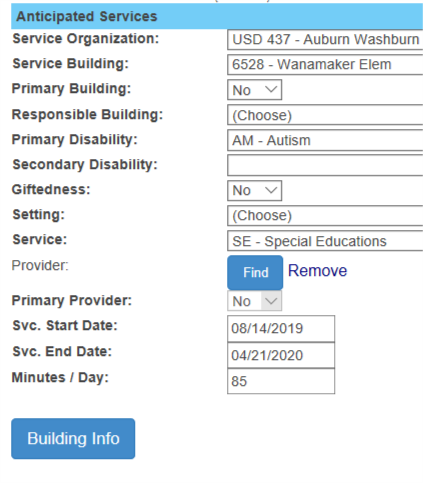 Anticipated Services
Service Organization: USD 437 - Auburn Washburn
Service Building: 6528 - Wanamaker Elem
Primary Building: No
Responsible Building: (Choose)
Primary Disability: AM - Autism
Secondary Disability:
Giftedness: No
Setting: (Choose)
Service: SE - Special Educations
Provider: Find Remove
Primary Provider: No
Svc. Start Date: 08/14/2019
Svc. End Date: 04/21/2020
Minutes / Day: 85
Building Info